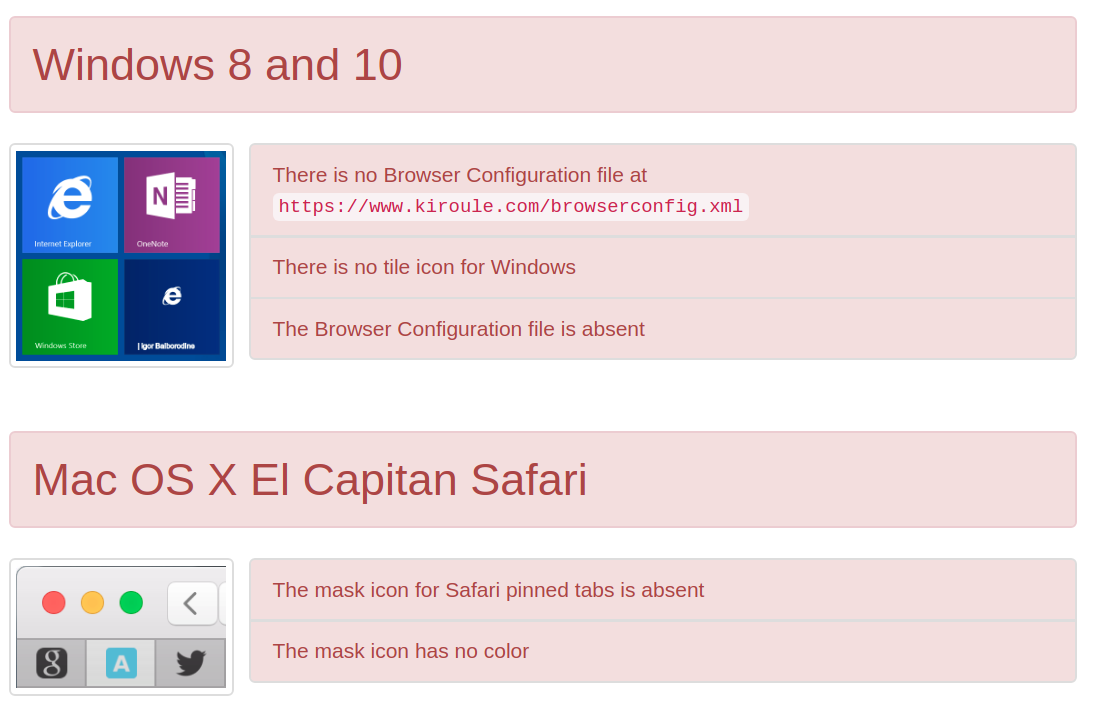 Windows 8 and 10
There is no Browser Configuration file at
https://www.kiroule.com/browserconfig.xml
There is no tile icon for Windows
The Browser Configuration file is absent
N
Internet Explorer
OneNote
Windows Store
| Igor Baiborodine
Mac OS X El Capitan Safari
The mask icon for Safari pinned tabs is absent
The mask icon has no color
g
A